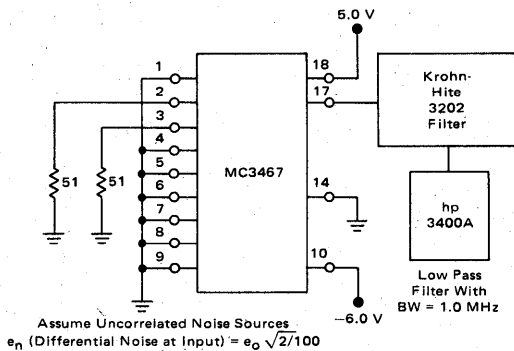 5.0 V
1
2
3
4
5
6
7
8
9
18
17
14
10
MC3467
51
51
Krohn-
Hite
3202
Filter
hp
3400A
Low Pass
Filter With
BW = 1.0 MHz
−6.0 V
Assume Uncorrelated Noise Sources
en (Differential Noise at Input) = eo √2/100